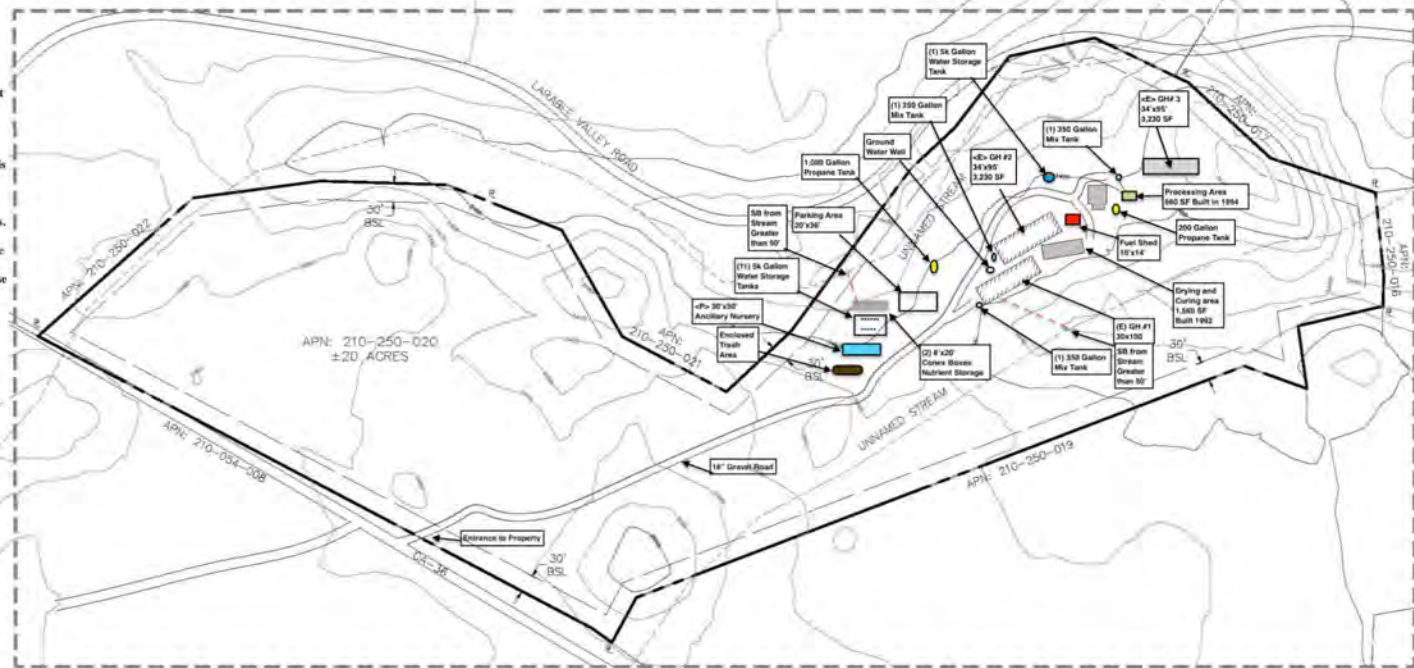 (1) 5k Gallon
Water Storage
Tank
<E> GH# 3
34'x95'
3,230 SF
APN:
210-250-017
LARABLE VALLEY ROAD
(1) 350 Gallon
Mix Tank
(1) 350 Gallon
Mix Tank
Ground
Water Well
<E> GH #2
34'x95'
3,230 SF
1,000 Gallon
Propane Tank
Processing Area
660 SF Built in 1994
200 Gallon
Propane Tank
SB from
Stream
Greater
than 50'
Parking Area
20'x36'
UNNAMED STREAM
Fuel Shed
10'x14'
30'
BSL
APN: 210-250-022
(11) 5k Gallon
Water Storage
Tanks
Drying and
Curing area
1,560 SF
Built 1992
APN:
210-250-018
<P> 30'x50'
Ancillary Nursery
Enclosed
Trash
Area
APN:
210-250-021
APN: 210-250-020
±20 ACRES
30'
BSL
(2) 8'x20'
Conex Boxes
Nutrient Storage
(1) 350 Gallon
Mix Tank
(E) GH #1
30x100
SB from
Stream
Greater
than 50'
30'
BSL
UNNAMED STREAM
APN: 210-054-008
18" Gravel Road
APN: 210-250-019
Entrance to Property
CA-36
30'
BSL